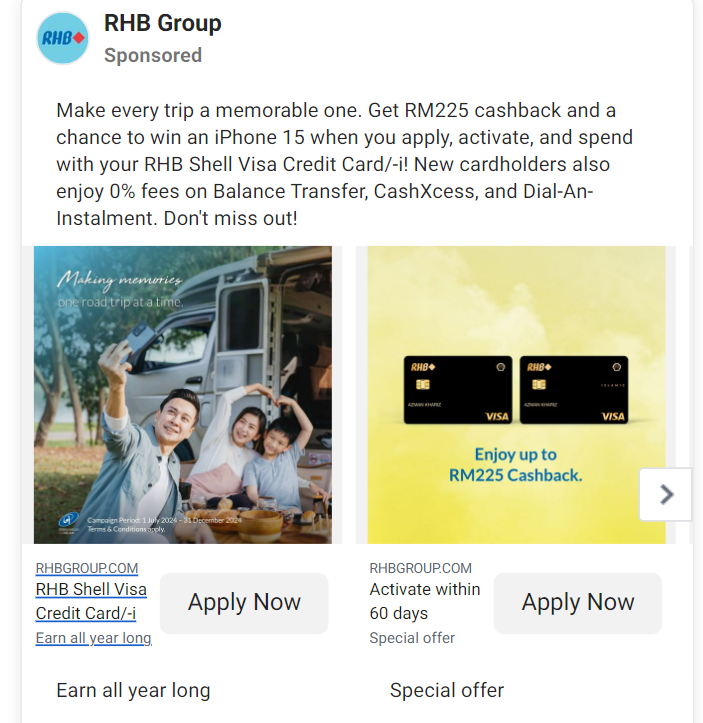 RHB Group
RHB
Sponsored
Make every trip a memorable one. Get RM225 cashback and a
chance to win an iPhone 15 when you apply, activate, and spend
with your RHB Shell Visa Credit Card/-i! New cardholders also
enjoy 0% fees on Balance Transfer, CashXcess, and Dial-An-
Instalment. Don't miss out!
Making memories
one road trip at a time.
Campaign Period: 1 July 2024 – 31 December 2024
Terms & Conditions apply.
RHB
AZWAN KHARIZ
VISA
RHB
ISLAMIC
AZWAN KHARIZ
VISA
Enjoy up to
RM225 Cashback.
RHBGROUP.COM
RHB Shell Visa
Credit Card/-i
Earn all year long
Apply Now
RHBGROUP.COM
Activate within
60 days
Special offer
Apply Now
Earn all year long
Special offer